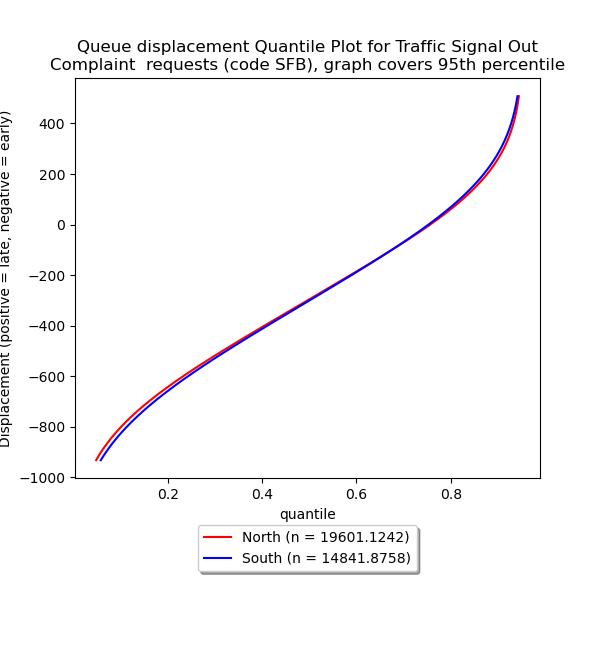 Queue displacement Quantile Plot for Traffic Signal Out
Complaint  requests (code SFB), graph covers 95th percentile
Displacement (positive = late, negative = early)
400
200
0
−200
−400
−600
−800
−1000
0.2
0.4
0.6
0.8
quantile
North (n = 19601.1242)
South (n = 14841.8758)